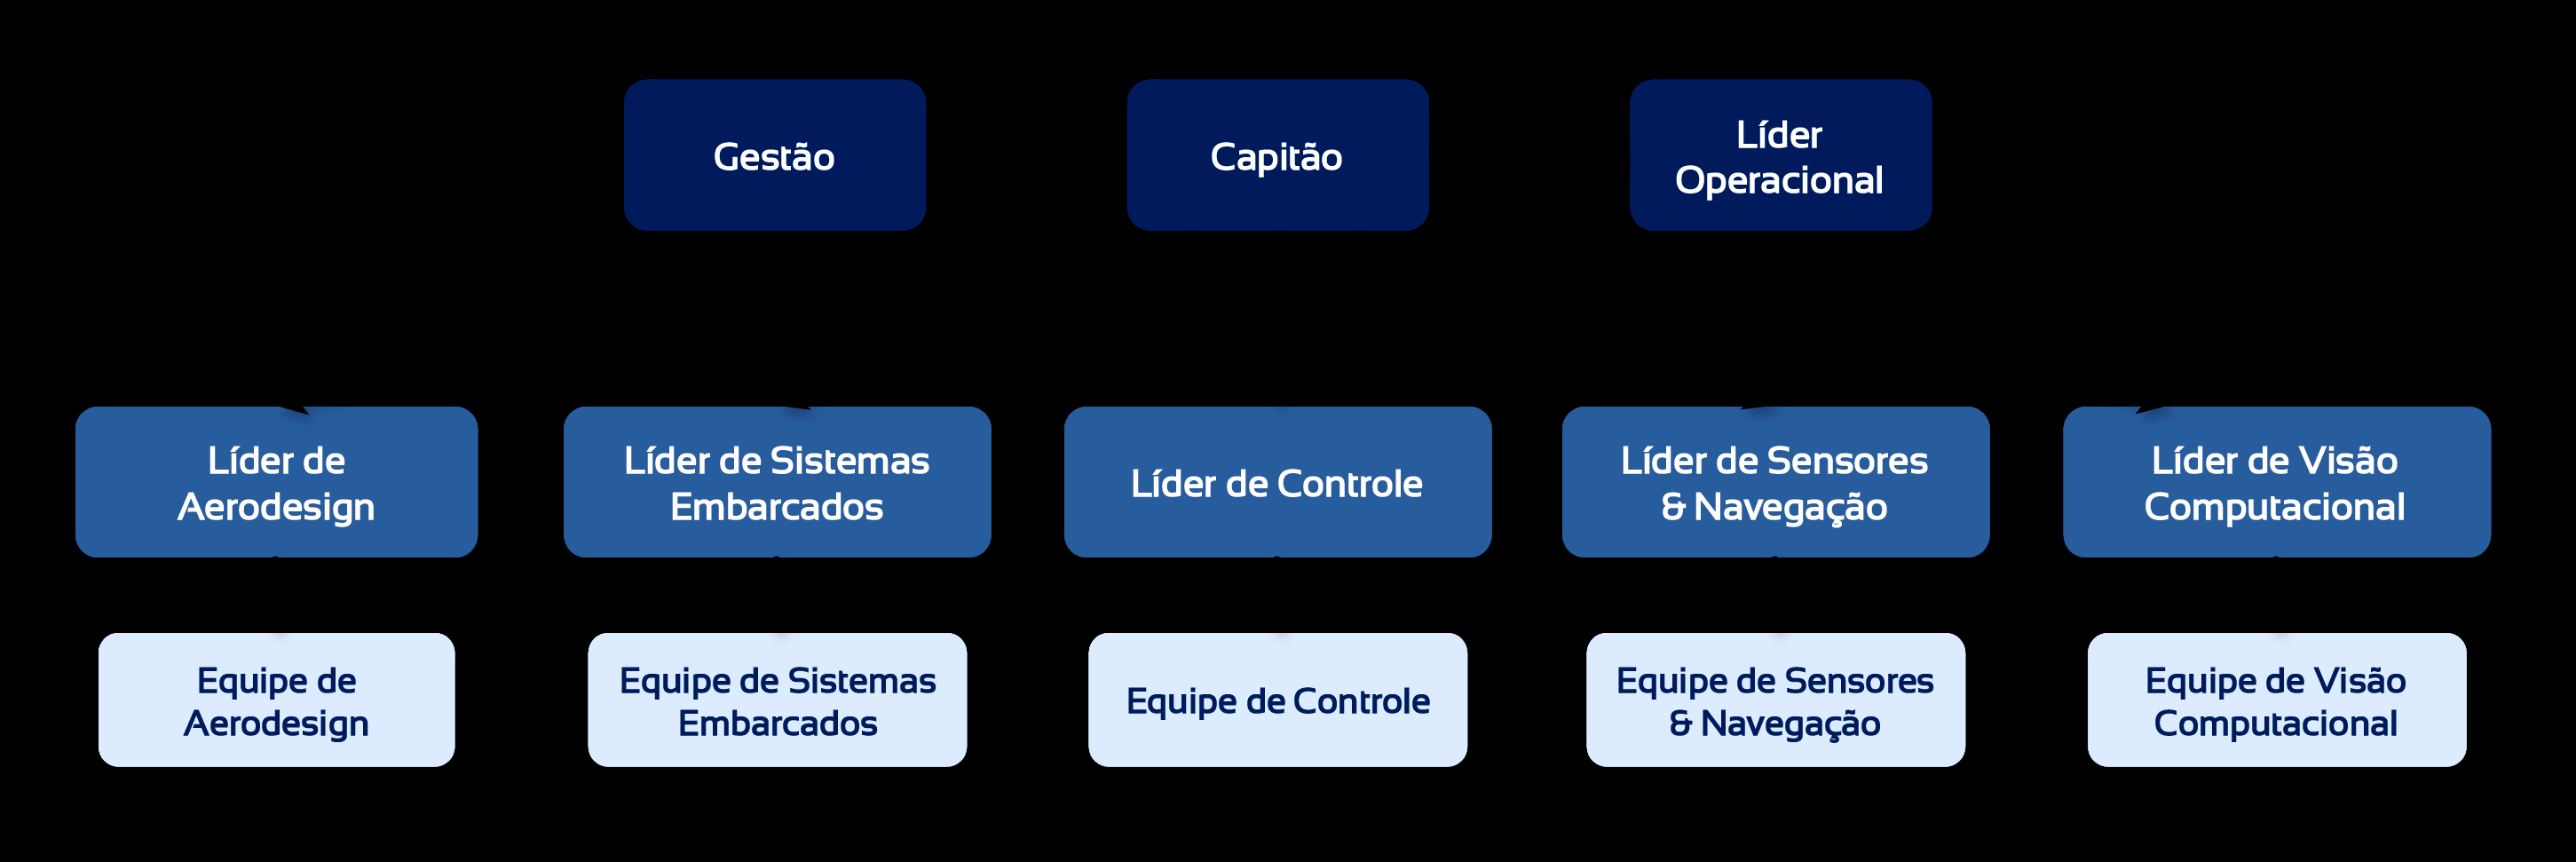 Gestão
Capitão
Líder
Operacional
Líder de
Aerodesign
Líder de Sistemas
Embarcados
Líder de Controle
Líder de Sensores
& Navegação
Líder de Visão
Computacional
Equipe de
Aerodesign
Equipe de Sistemas
Embarcados
Equipe de Controle
Equipe de Sensores
& Navegação
Equipe de Visão
Computacional